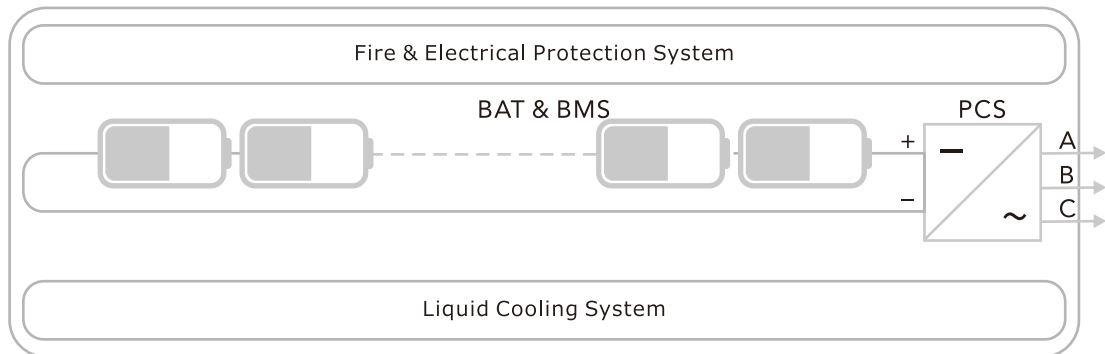 Fire & Electrical Protection System
BAT & BMS
PCS
+
−
A
B
C
−
~
Liquid Cooling System